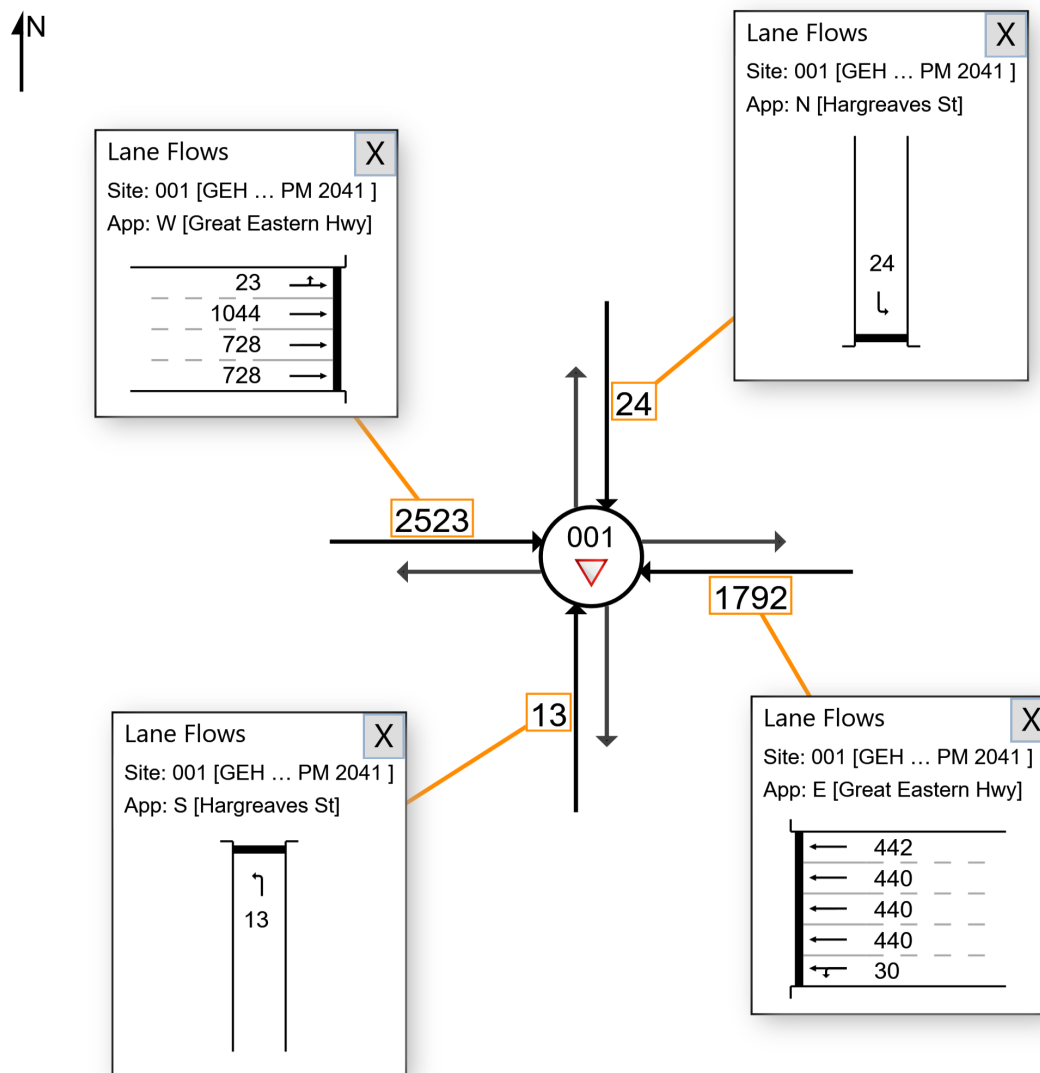 N
Lane Flows
X
Site: 001 [GEH ... PM 2041 ]
App: N [Hargreaves St]
24
Lane Flows
X
Site: 001 [GEH ... PM 2041 ]
App: W [Great Eastern Hwy]
23
1044
728
728
24
2523
001
1792
13
Lane Flows
X
Site: 001 [GEH ... PM 2041 ]
App: S [Hargreaves St]
13
Lane Flows
X
Site: 001 [GEH ... PM 2041 ]
App: E [Great Eastern Hwy]
442
440
440
440
30